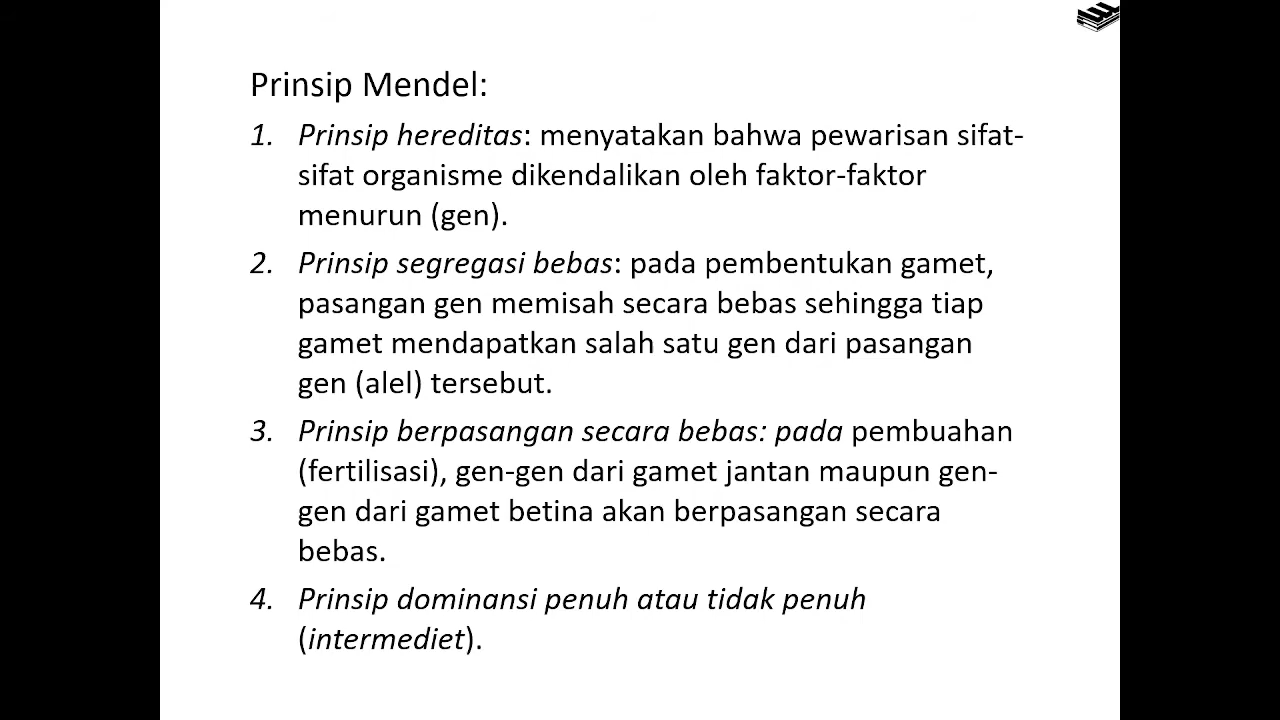 Prinsip Mendel:
1. Prinsip hereditas: menyatakan bahwa pewarisan sifat-
sifat organisme dikendalikan oleh faktor-faktor
menurun (gen).
2. Prinsip segregasi bebas: pada pembentukan gamet,
pasangan gen memisah secara bebas sehingga tiap
gamet mendapatkan salah satu gen dari pasangan
gen (alel) tersebut.
3. Prinsip berpasangan secara bebas: pada pembuahan
(fertilisasi), gen-gen dari gamet jantan maupun gen-
gen dari gamet betina akan berpasangan secara
bebas.
4. Prinsip dominansi penuh atau tidak penuh
(intermediet).